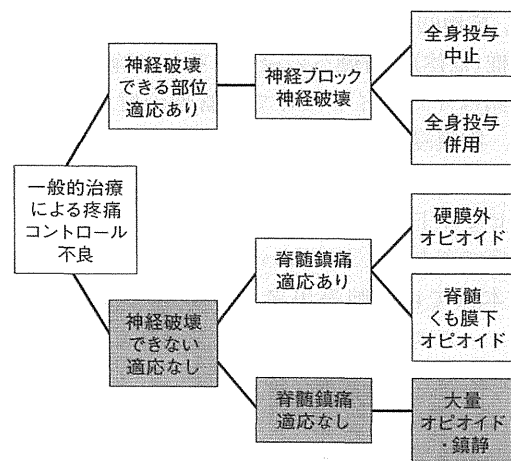 神経破壊
できる部位
適応あり
神経ブロック
神経破壊
全身投与
中止
全身投与
併用
一般的治療
による疼痛
コントロール
不良
硬膜外
オピオイド
脊髄鎮痛
適応あり
脊髄
くも膜下
オピオイド
神経破壊
できない
適応なし
脊髄鎮痛
適応なし
大量
オピオイド
・鎮静